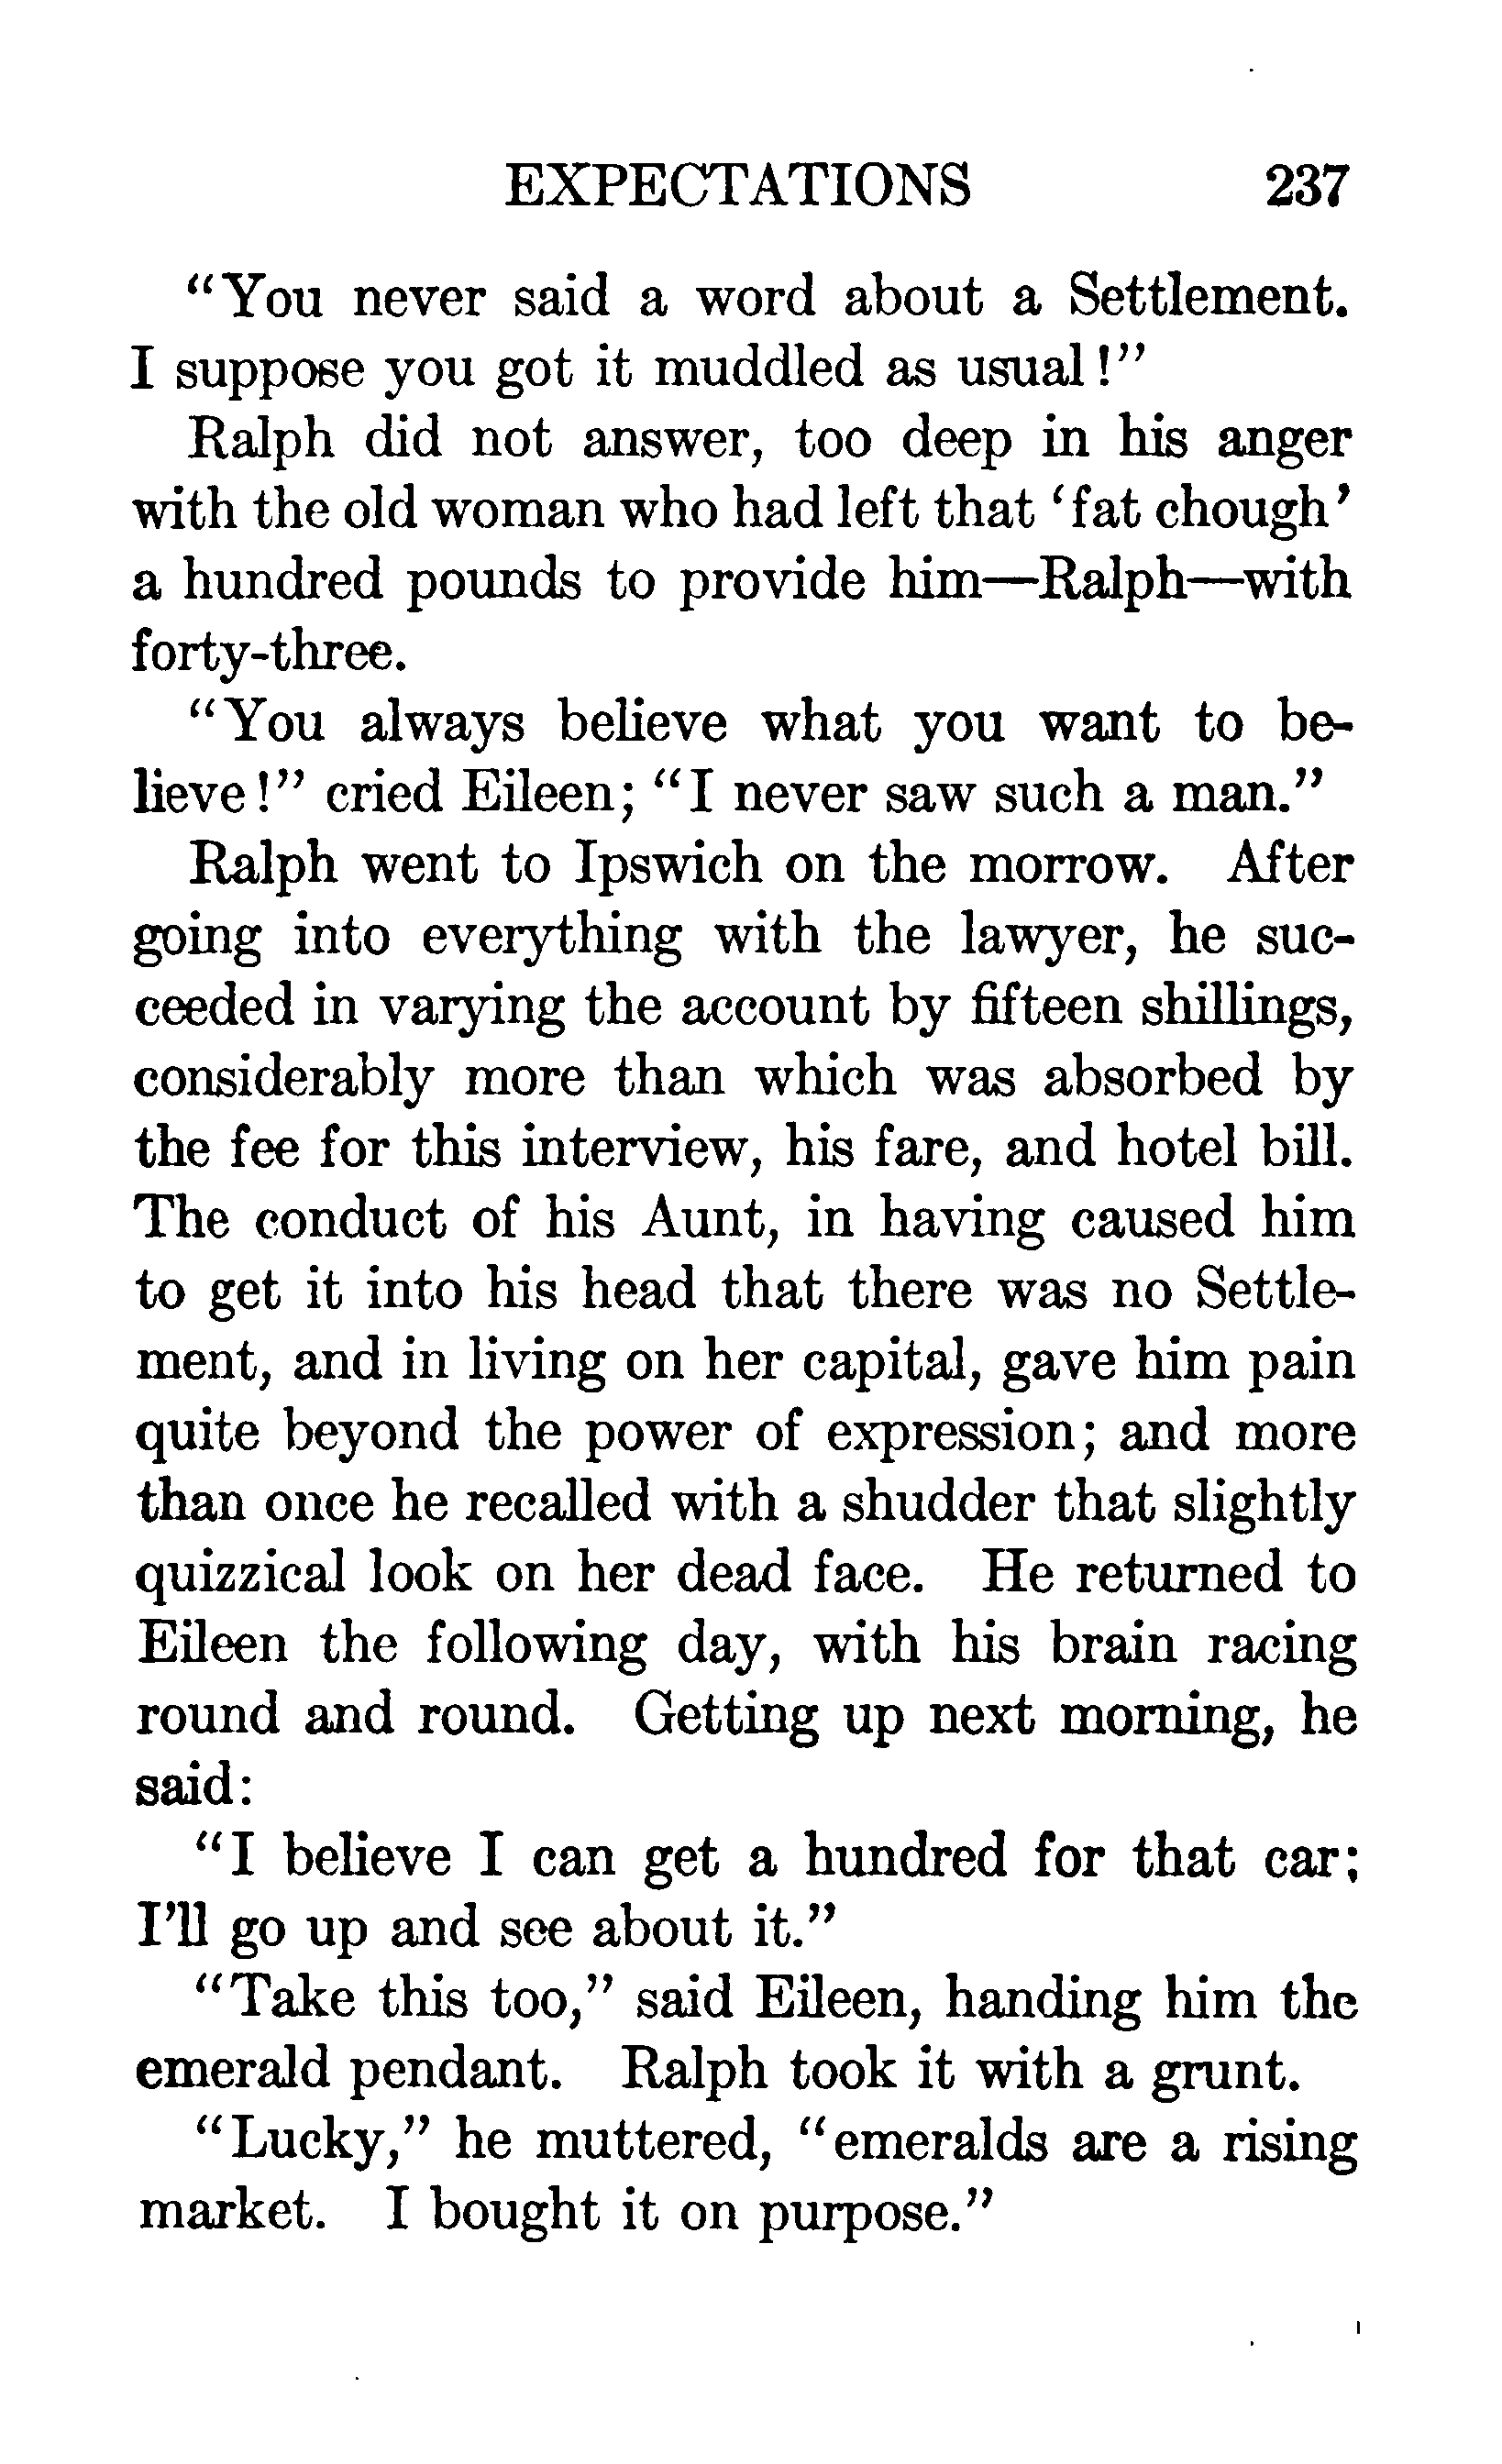 EXPECTATIONS 237
"You never said a word about a Settlement.
I suppose you got it muddled as usual!"
Ralph did not answer, too deep in his anger
with the old woman who had left that 'fat chough'
a hundred pounds to provide him—Ralph—with
forty-three.
"You always believe what you want to be-
lieve!" cried Eileen; "I never saw such a man."
Ralph went to Ipswich on the morrow. After
going into everything with the lawyer, he suc-
ceeded in varying the account by fifteen shillings,
considerably more than which was absorbed by
the fee for this interview, his fare, and hotel bill.
The conduct of his Aunt, in having caused him
to get it into his head that there was no Settle-
ment, and in living on her capital, gave him pain
quite beyond the power of expression; and more
than once he recalled with a shudder that slightly
quizzical look on her dead face. He returned to
Eileen the following day, with his brain racing
round and round. Getting up next morning, he
said:
"I believe I can get a hundred for that car;
I'll go up and see about it."
"Take this too," said Eileen, handing him the
emerald pendant. Ralph took it with a grunt.
"Lucky," he muttered, "emeralds are a rising
market. I bought it on purpose."